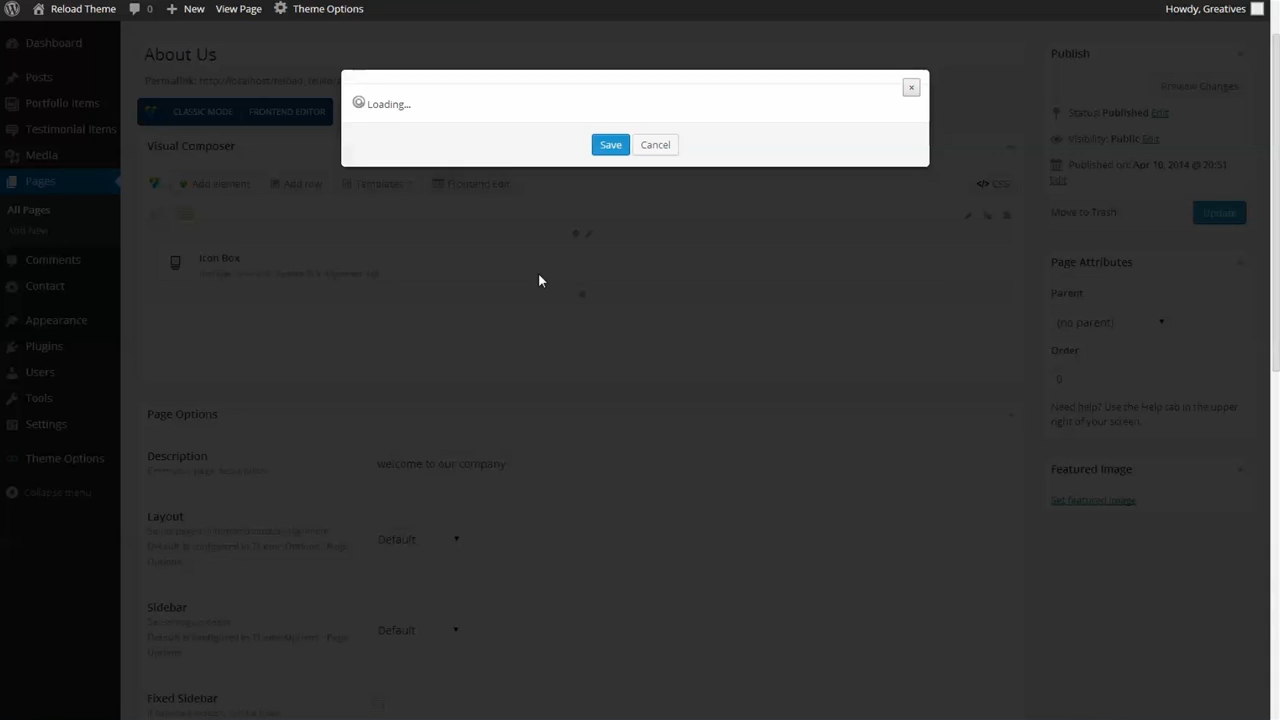 Reload Theme 0 New View Page Theme Options Howdy, Greatives
Dashboard
Posts
Portfolio Items
Testimonial Items
Media
Pages
All Pages
Add New
Comments
Contact
Appearance
Plugins
Users
Tools
Settings
Theme Options
Collapse menu
About Us
Permalink:
CLASSIC MODE FRONTEND EDITOR
Loading...
×
Save Cancel
Visual Composer
Add element Add row Templates Frontend Edit
</> CSS
Icon Box
Page Options
Description
welcome to our company
Layout
Default
Sidebar
Default
Fixed Sidebar
Publish
Preview Changes
Status: Published Edit
Visibility: Public Edit
Published on: Apr 10, 2014 @ 20:51
Edit
Move to Trash Update
Page Attributes
Parent
(no parent)
Order
0
Need help? Use the Help tab in the upper
right of your screen.
Featured Image
Set featured image